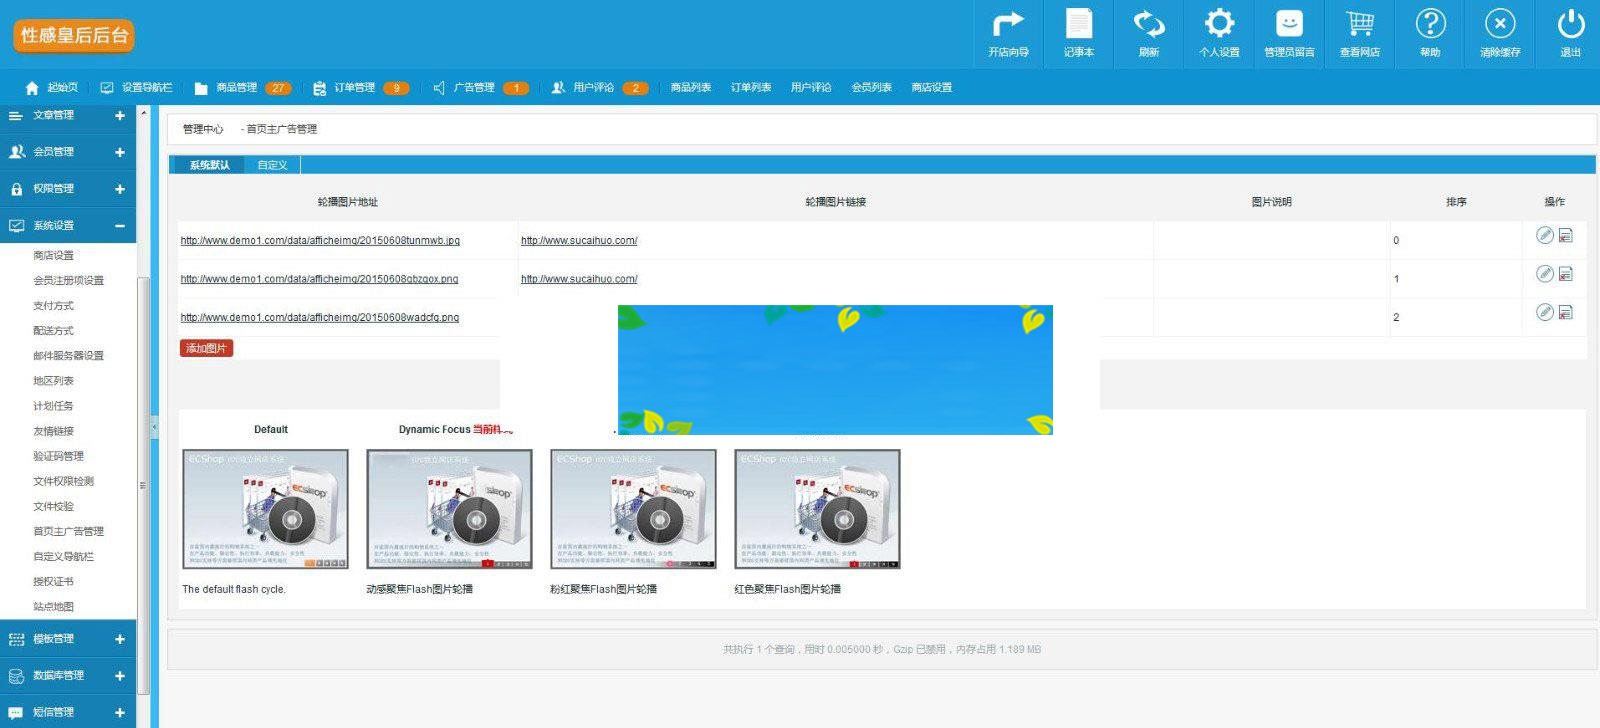 性感皇后后台
开店向导 记事本 刷新 个人设置 管理员留言 查看网店 帮助 清除缓存 退出
起始页 设置导航栏 商品管理 27 订单管理 9 广告管理 1 用户评论 2 商品列表 订单列表 用户评论 会员列表 商店设置
文章管理 +
会员管理 +
权限管理 +
系统设置 −
商店设置
会员注册项设置
支付方式
配送方式
邮件服务器设置
地区列表
计划任务
友情链接
验证码管理
文件权限检测
文件校验
首页主广告管理
自定义导航栏
授权证书
站点地图
模板管理 +
数据库管理 +
短信管理 +
管理中心 - 首页主广告管理
系统默认 自定义
轮播图片地址 轮播图片链接 图片说明 排序 操作
http://www.demo1.com/data/afficheimg/20150608tunmwb.jpg http://www.sucaihuo.com/ 0
http://www.demo1.com/data/afficheimg/20150608gbzgox.png http://www.sucaihuo.com/ 1
http://www.demo1.com/data/afficheimg/20150608wadcfg.png 2
添加图片
Default Dynamic Focus 当前样
The default flash cycle. 动感聚焦Flash图片轮播 粉红聚焦Flash图片轮播 红色聚焦Flash图片轮播
共执行 1 个查询，用时 0.005000 秒，Gzip 已禁用，内存占用 1.189 MB